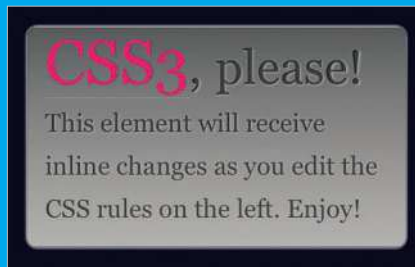 CSS3, please!
This element will receive
inline changes as you edit the
CSS rules on the left. Enjoy!